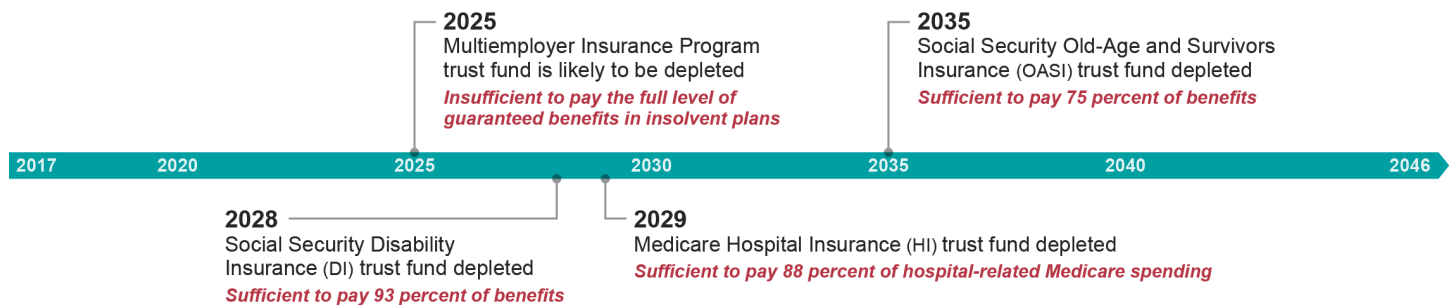 2025
Multiemployer Insurance Program
trust fund is likely to be depleted
Insufficient to pay the full level of
guaranteed benefits in insolvent plans
2035
Social Security Old-Age and Survivors
Insurance (OASI) trust fund depleted
Sufficient to pay 75 percent of benefits
2017 2020 2025 2030 2035 2040 2046
2028
Social Security Disability
Insurance (DI) trust fund depleted
Sufficient to pay 93 percent of benefits
2029
Medicare Hospital Insurance (HI) trust fund depleted
Sufficient to pay 88 percent of hospital-related Medicare spending